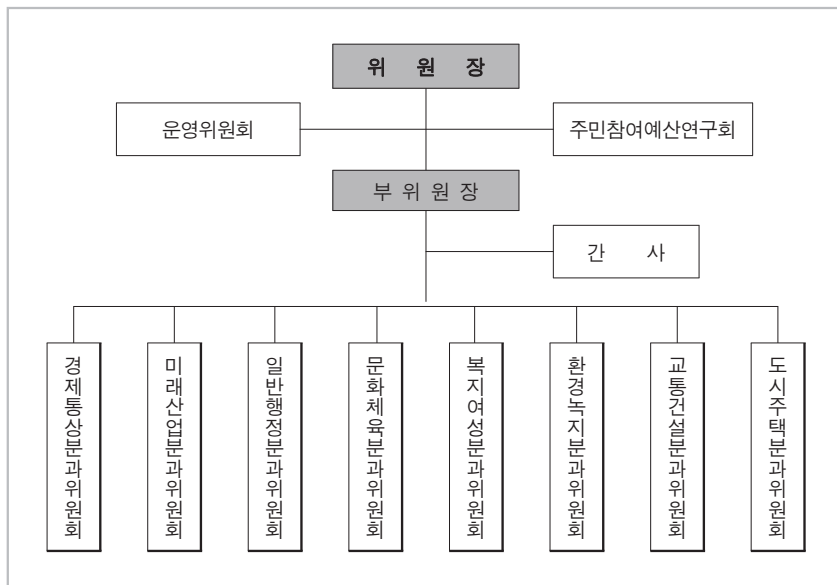 위 원 장
운영위원회
주민참여예산연구회
부 위 원 장
간 사
경제통상분과위원회
미래산업분과위원회
일반행정분과위원회
문화체육분과위원회
복지여성분과위원회
환경녹지분과위원회
교통건설분과위원회
도시주택분과위원회